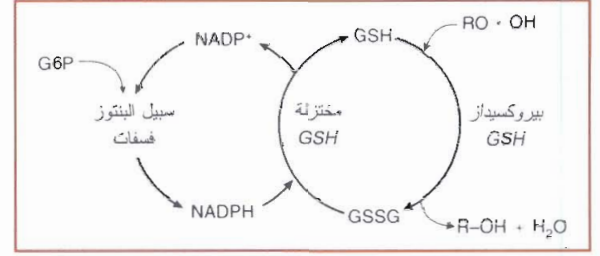 NADP+
GSH
RO · OH
G6P
سبيل البنتوز
فسفات
مختزلة
GSH
بيروكسيداز
GSH
NADPH
GSSG
R–OH + H₂O